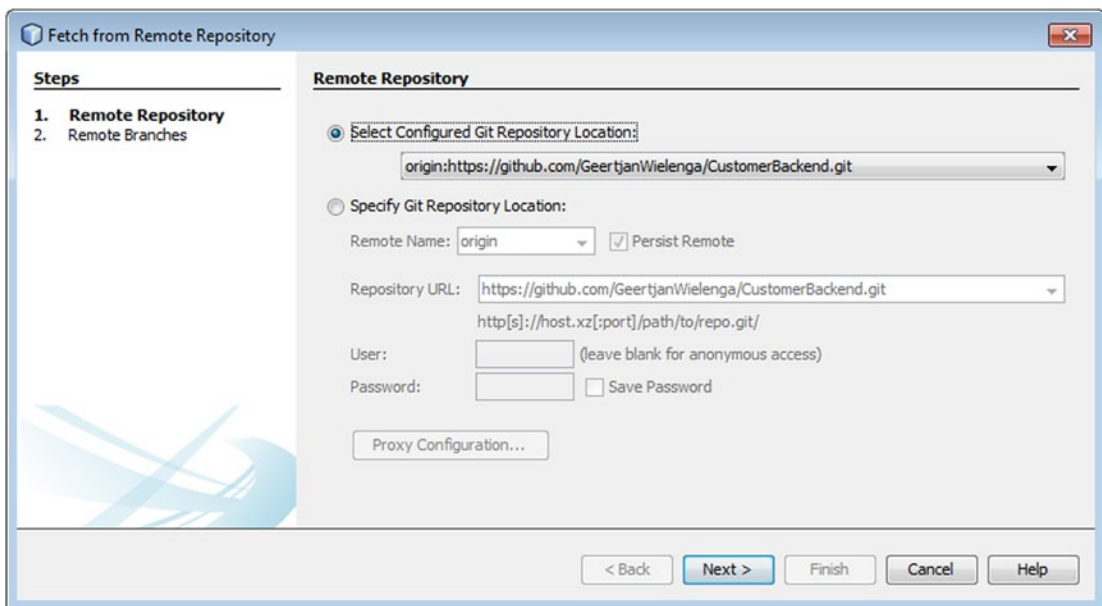 Fetch from Remote Repository
Steps
1. Remote Repository
2. Remote Branches
Remote Repository
Select Configured Git Repository Location:
origin:https://github.com/GeertjanWielenga/CustomerBackend.git
Specify Git Repository Location:
Remote Name: origin Persist Remote
Repository URL: https://github.com/GeertjanWielenga/CustomerBackend.git
http[s]://host.xz[:port]/path/to/repo.git/
User: (leave blank for anonymous access)
Password: Save Password
Proxy Configuration...
< Back Next > Finish Cancel Help